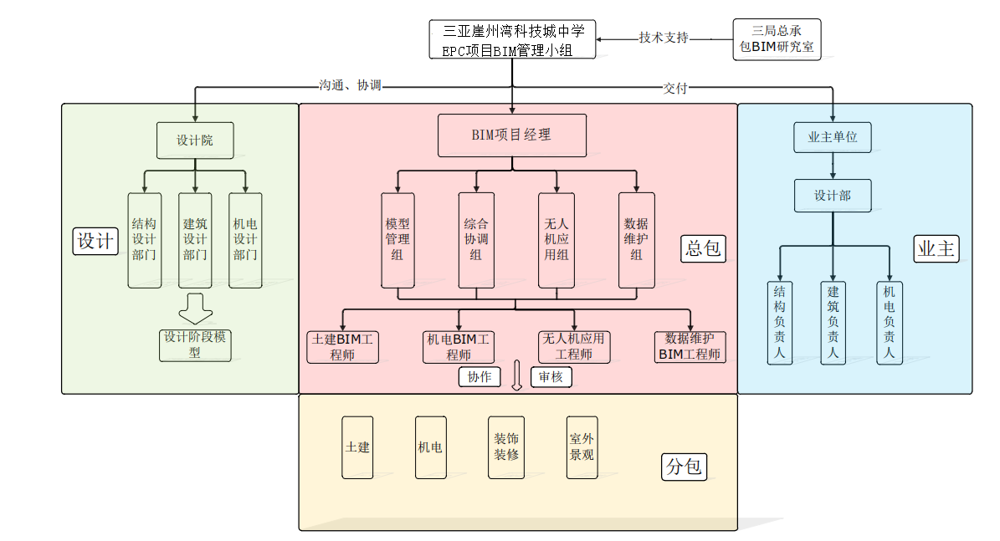 三亚崖州湾科技城中学
EPC项目BIM管理小组
技术支持
三局总承
包BIM研究室
沟通、协调
交付
设计院
结构
设计
部门
建筑
设计
部门
机电
设计
部门
设计
设计阶段模
型
BIM项目经理
模型
管理
组
综合
协调
组
无人
机应
用组
数据
维护
组
总包
土建BIM工
程师
机电BIM工
程师
无人机应用
工程师
数据维护
BIM工程师
协作
审核
业主单位
设计部
业主
结
构
负
责
人
建
筑
负
责
人
机
电
负
责
人
土建
机电
装饰
装修
室外
景观
分包